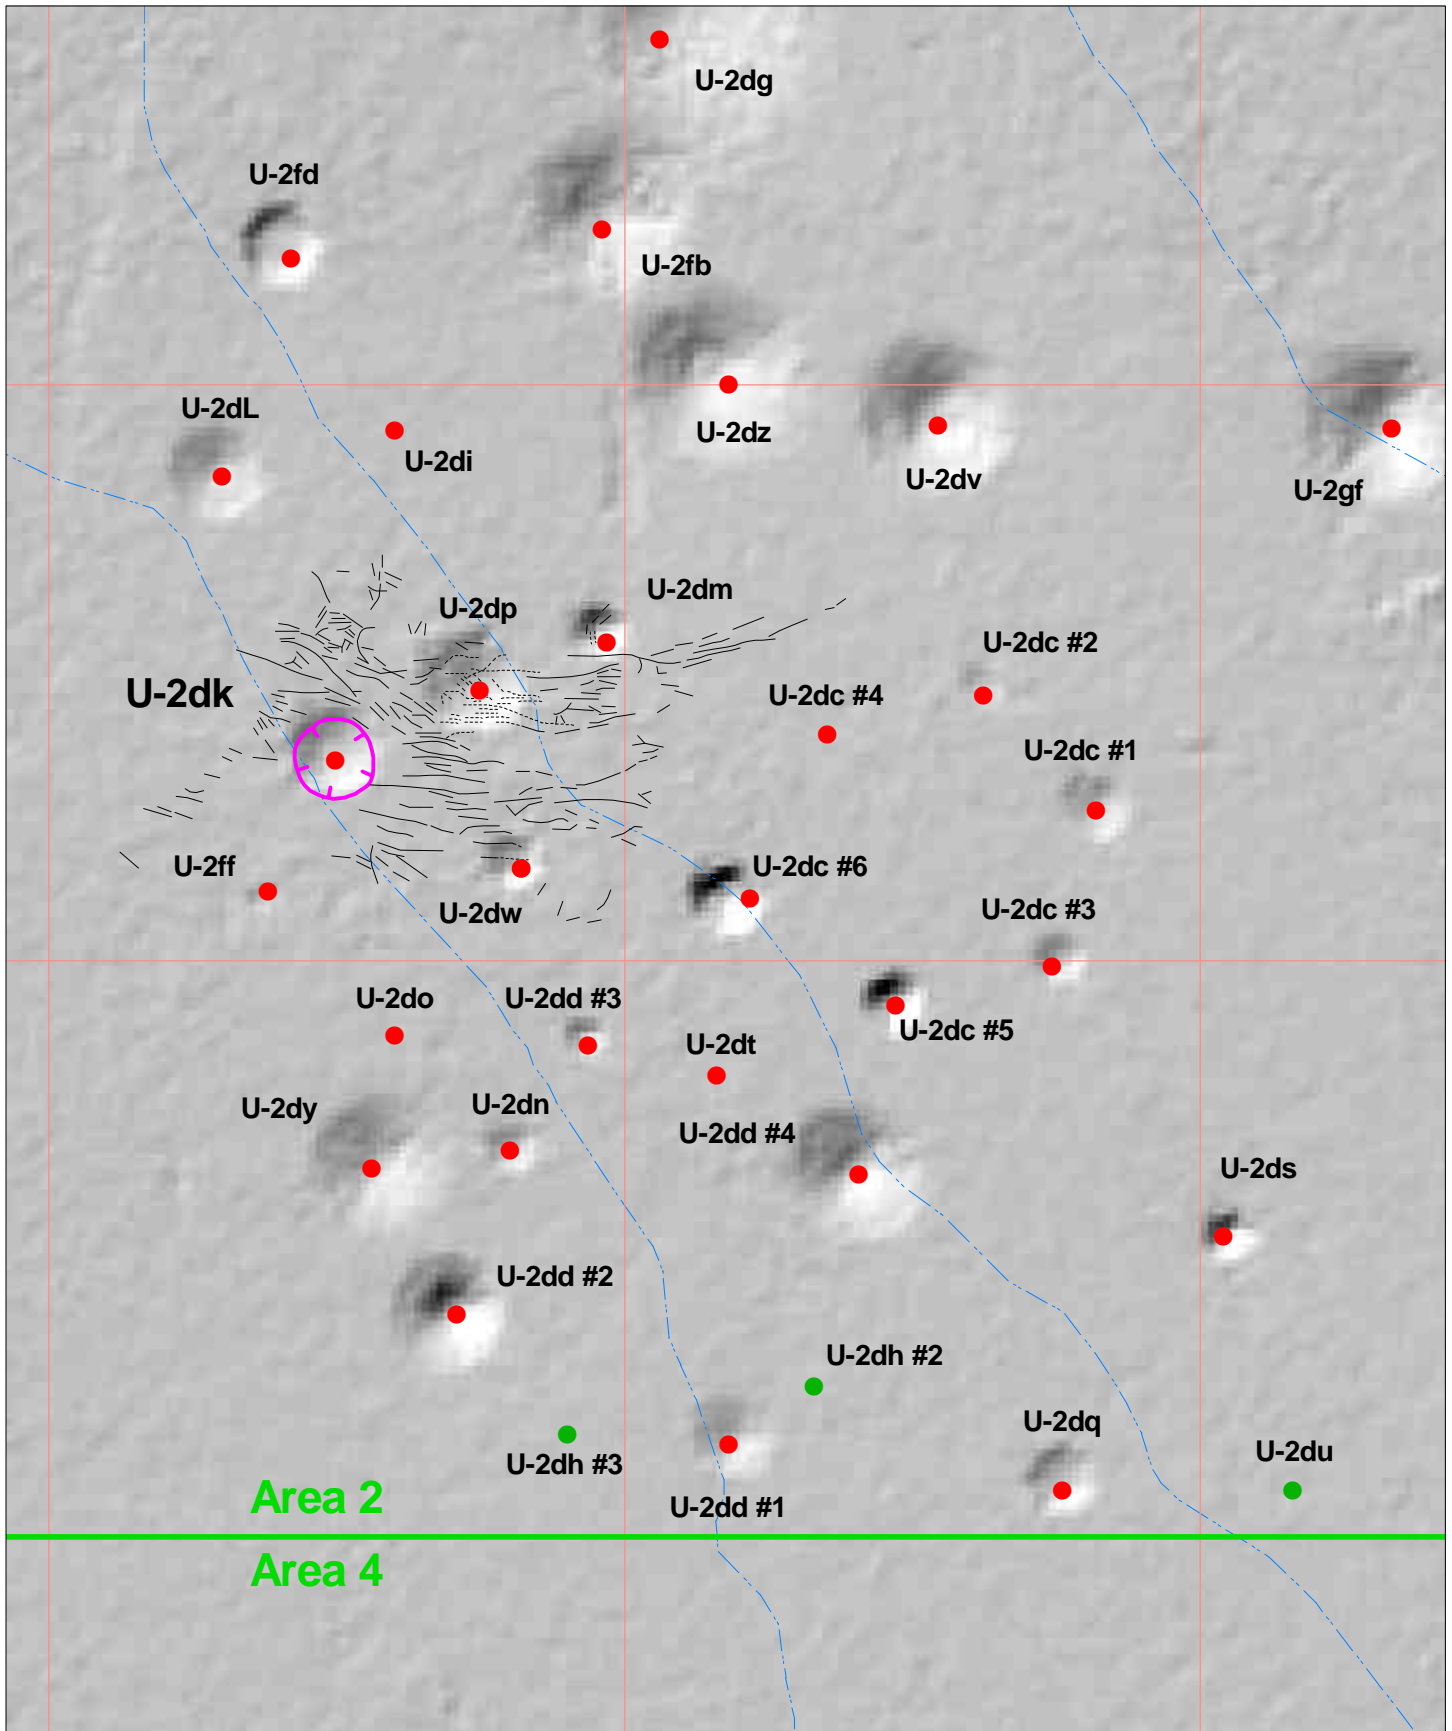 U-2dg
U-2fd
U-2fb
U-2dL
U-2dz
U-2di
U-2dv
U-2gf
U-2dm
U-2dp
U-2dc #2
U-2dk
U-2dc #4
U-2dc #1
U-2ff
U-2dc #6
U-2dw
U-2dc #3
U-2do
U-2dd #3
U-2dc #5
U-2dt
U-2dy
U-2dn
U-2dd #4
U-2ds
U-2dd #2
U-2dh #2
U-2dq
U-2du
U-2dh #3
Area 2
U-2dd #1
Area 4